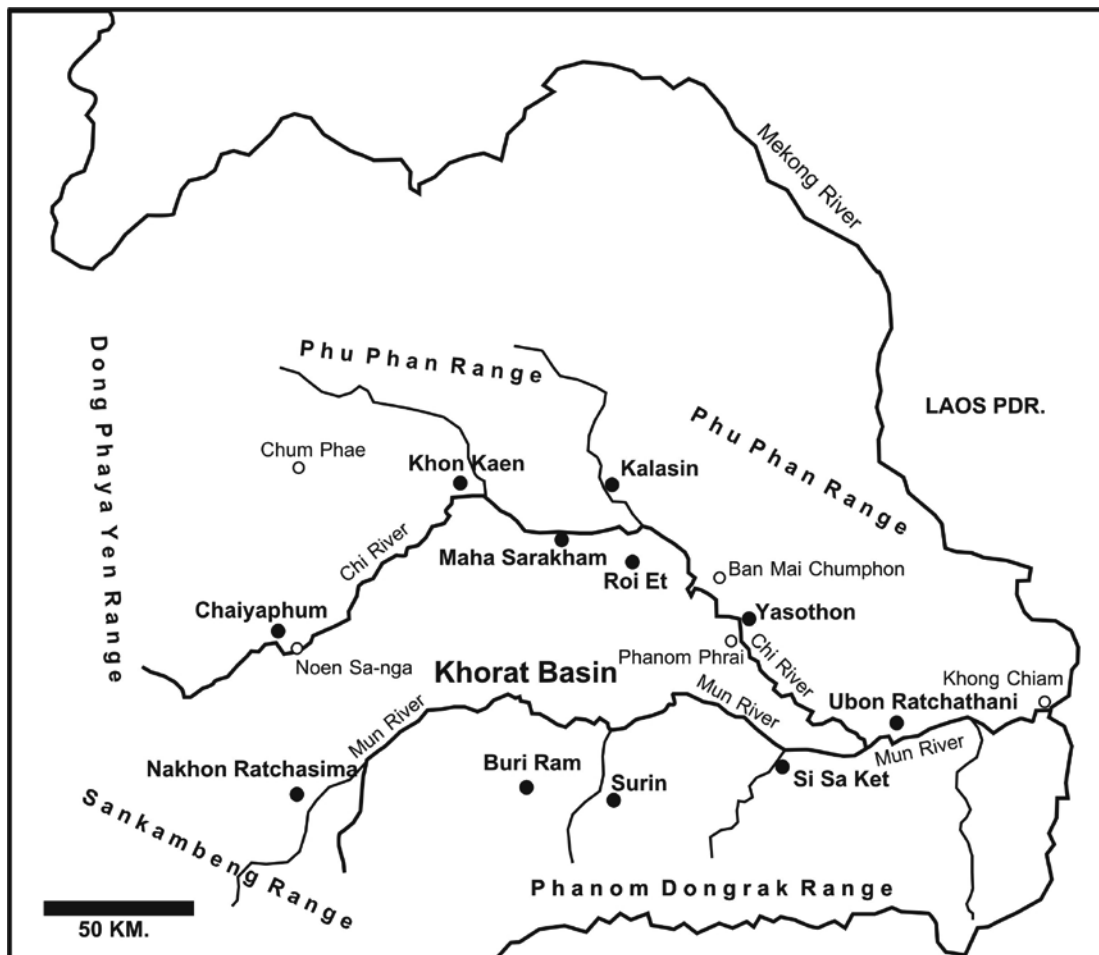 Mekong River
Dong Phaya Yen Range
Phu Phan Range
LAOS PDR.
Phu Phan Range
Chum Phae
Khon Kaen
Kalasin
Chi River
Maha Sarakham
Roi Et
Ban Mai Chumphon
Chaiyaphum
Yasothon
Noen Sa-nga
Phanom Phrai
Chi River
Khorat Basin
Khong Chiam
Mun River
Mun River
Ubon Ratchathani
Mun River
Nakhon Ratchasima
Buri Ram
Surin
Si Sa Ket
Sankambeng Range
Phanom Dongrak Range
50 KM.